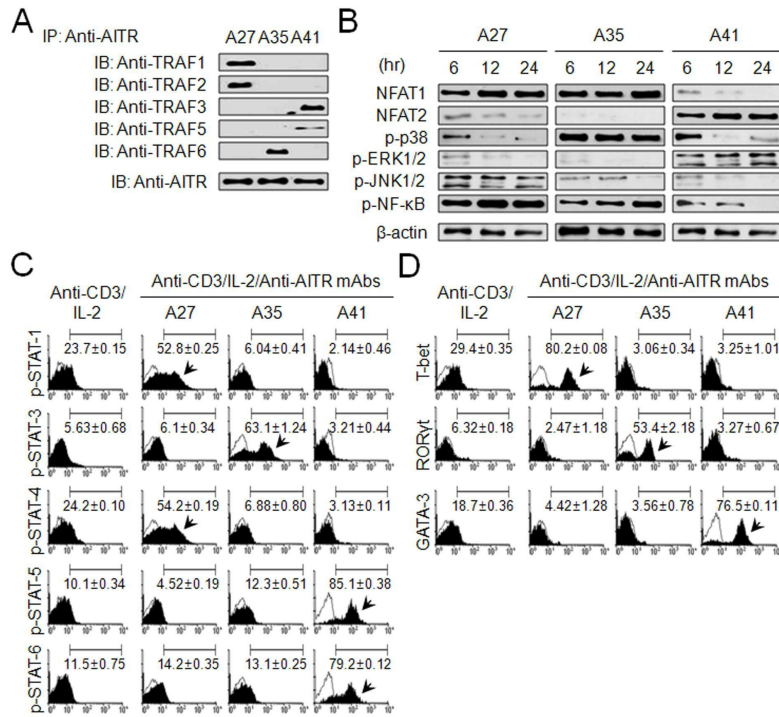 A
IP: Anti-AITR A27 A35 A41
IB: Anti-TRAF1
IB: Anti-TRAF2
IB: Anti-TRAF3
IB: Anti-TRAF5
IB: Anti-TRAF6
IB: Anti-AITR
B
A27 A35 A41
(hr) 6 12 24 6 12 24 6 12 24
NFAT1
NFAT2
p-p38
p-ERK1/2
p-JNK1/2
p-NF-κB
β-actin
C
Anti-CD3/IL-2/Anti-AITR mAbs
Anti-CD3/
IL-2 A27 A35 A41
p-STAT-1 23.7±0.15 52.8±0.25 6.04±0.41 2.14±0.46
p-STAT-3 5.63±0.68 6.1±0.34 63.1±1.24 3.21±0.44
p-STAT-4 24.2±0.10 54.2±0.19 6.88±0.80 3.13±0.11
p-STAT-5 10.1±0.34 4.52±0.19 12.3±0.51 85.1±0.38
p-STAT-6 11.5±0.75 14.2±0.35 13.1±0.25 79.2±0.12
D
Anti-CD3/IL-2/Anti-AITR mAbs
Anti-CD3/
IL-2 A27 A35 A41
T-bet 29.4±0.35 80.2±0.08 3.06±0.34 3.25±1.01
RORγt 6.32±0.18 2.47±1.18 53.4±2.18 3.27±0.67
GATA-3 18.7±0.36 4.42±1.28 3.56±0.78 76.5±0.11